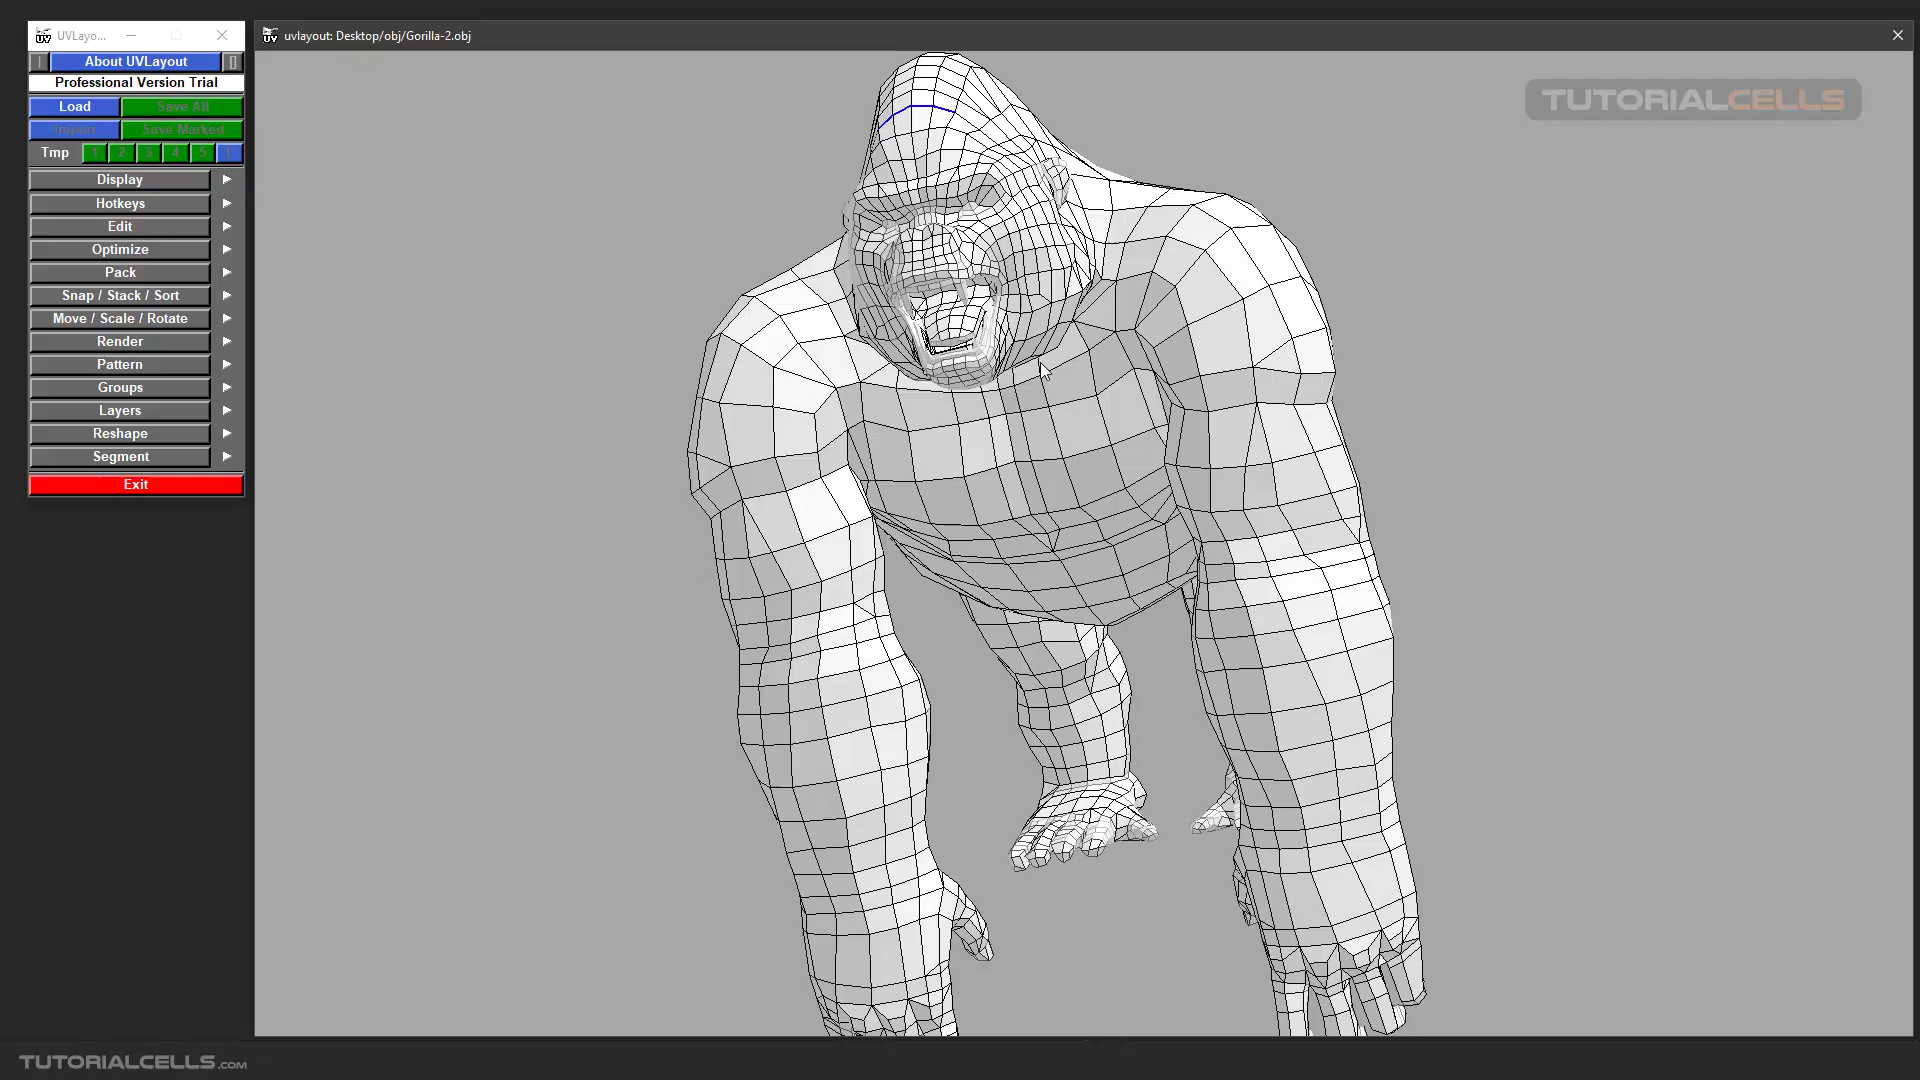 UVLayo...
uvlayout: Desktop/obj/Gorilla-2.obj
About UVLayout
Professional Version Trial
Load
Save All
Save Marked
Tmp 1 2 3 4 5
Display
Hotkeys
Edit
Optimize
Pack
Snap / Stack / Sort
Move / Scale / Rotate
Render
Pattern
Groups
Layers
Reshape
Segment
Exit
TUTORIALCELLS
TUTORIALCELLS.COM